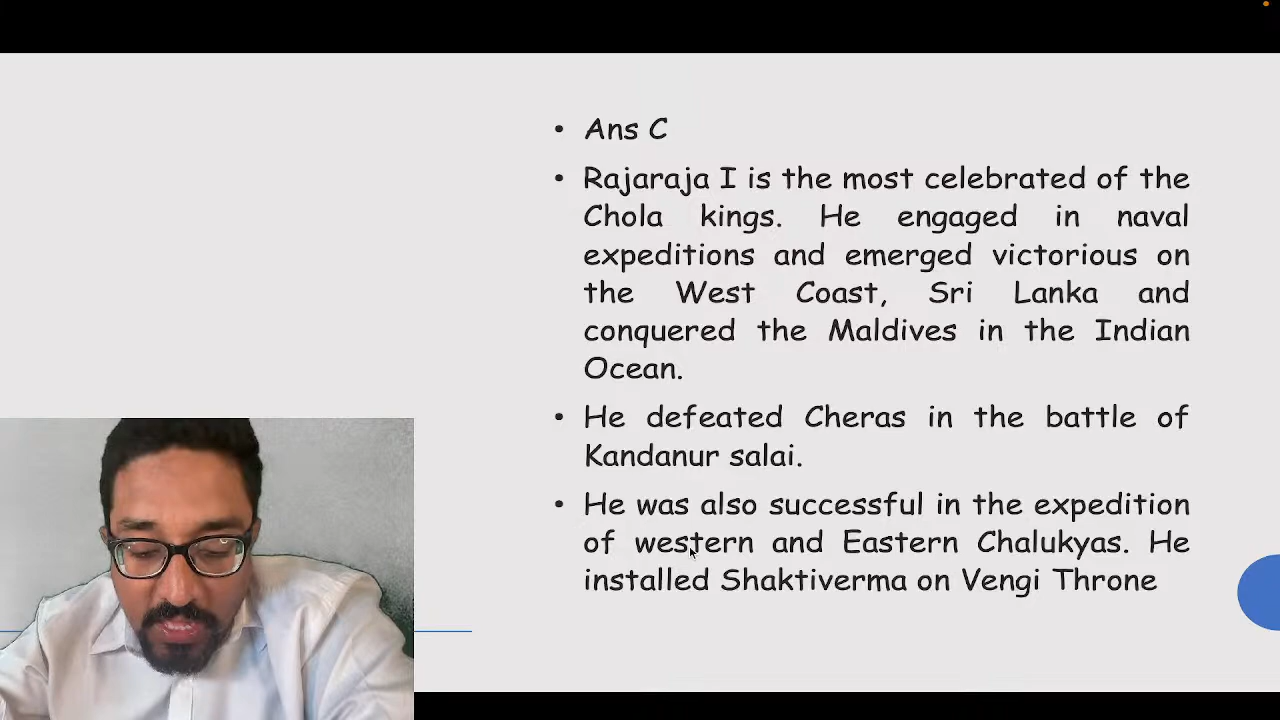 • Ans C
• Rajaraja I is the most celebrated of the
Chola kings. He engaged in naval
expeditions and emerged victorious on
the West Coast, Sri Lanka and
conquered the Maldives in the Indian
Ocean.
• He defeated Cheras in the battle of
Kandanur salai.
• He was also successful in the expedition
of western and Eastern Chalukyas. He
installed Shaktiverma on Vengi Throne